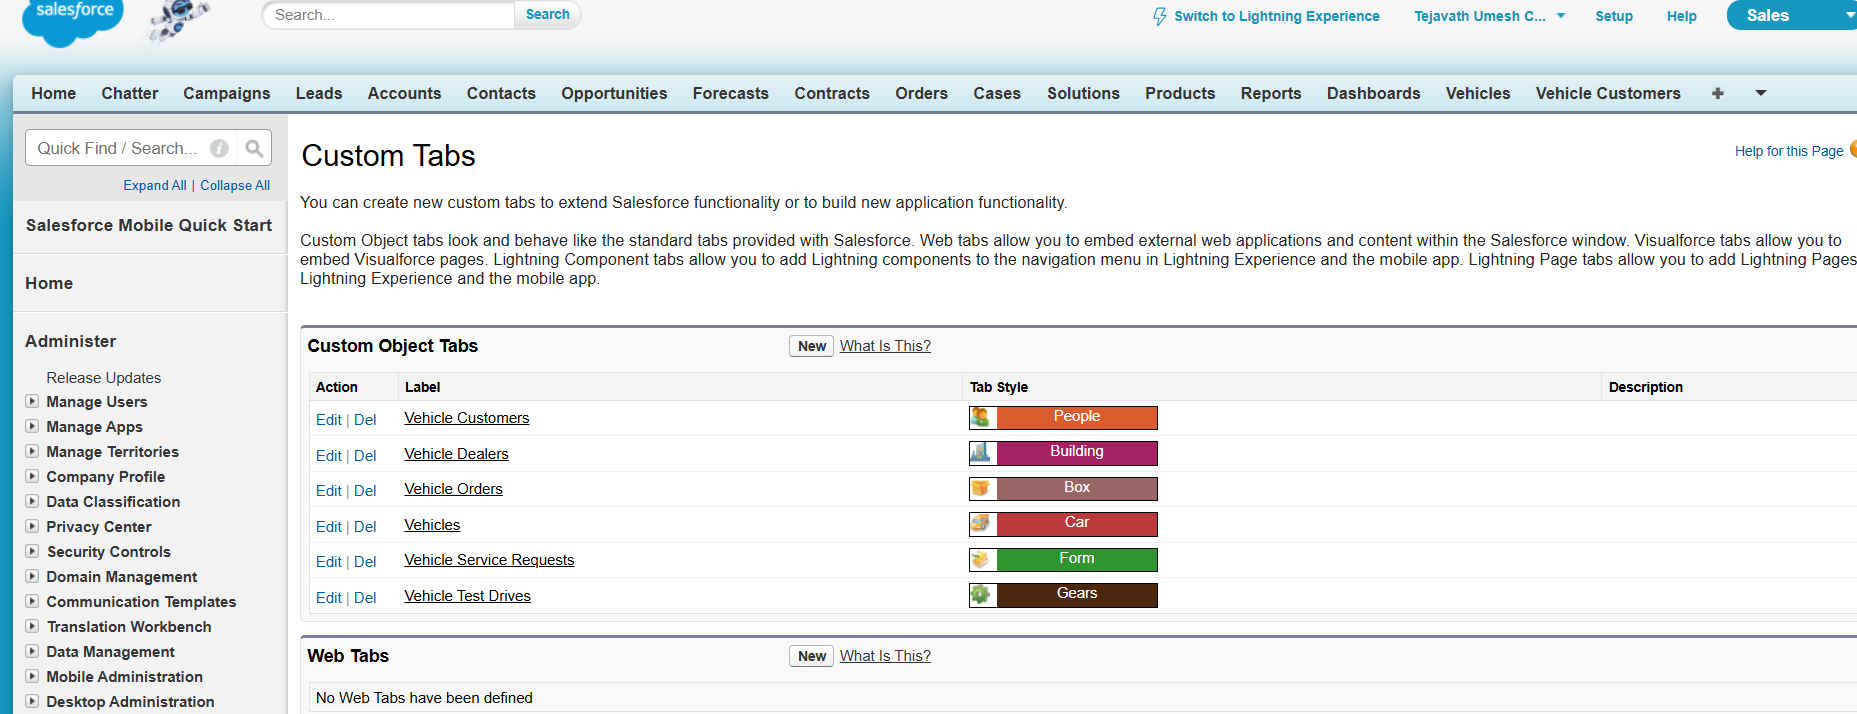 salesforce
Search...
Search
Switch to Lightning Experience
Tejavath Umesh C...
Setup
Help
Sales
Home Chatter Campaigns Leads Accounts Contacts Opportunities Forecasts Contracts Orders Cases Solutions Products Reports Dashboards Vehicles Vehicle Customers +
Quick Find / Search...
Expand All | Collapse All
Salesforce Mobile Quick Start
Home
Administer
Release Updates
Manage Users
Manage Apps
Manage Territories
Company Profile
Data Classification
Privacy Center
Security Controls
Domain Management
Communication Templates
Translation Workbench
Data Management
Mobile Administration
Desktop Administration
Custom Tabs
Help for this Page
You can create new custom tabs to extend Salesforce functionality or to build new application functionality.
Custom Object tabs look and behave like the standard tabs provided with Salesforce. Web tabs allow you to embed external web applications and content within the Salesforce window. Visualforce tabs allow you to
embed Visualforce pages. Lightning Component tabs allow you to add Lightning components to the navigation menu in Lightning Experience and the mobile app. Lightning Page tabs allow you to add Lightning Pages
Lightning Experience and the mobile app.
Custom Object Tabs New What Is This?
Action Label Tab Style Description
Edit | Del Vehicle Customers People
Edit | Del Vehicle Dealers Building
Edit | Del Vehicle Orders Box
Edit | Del Vehicles Car
Edit | Del Vehicle Service Requests Form
Edit | Del Vehicle Test Drives Gears
Web Tabs New What Is This?
No Web Tabs have been defined